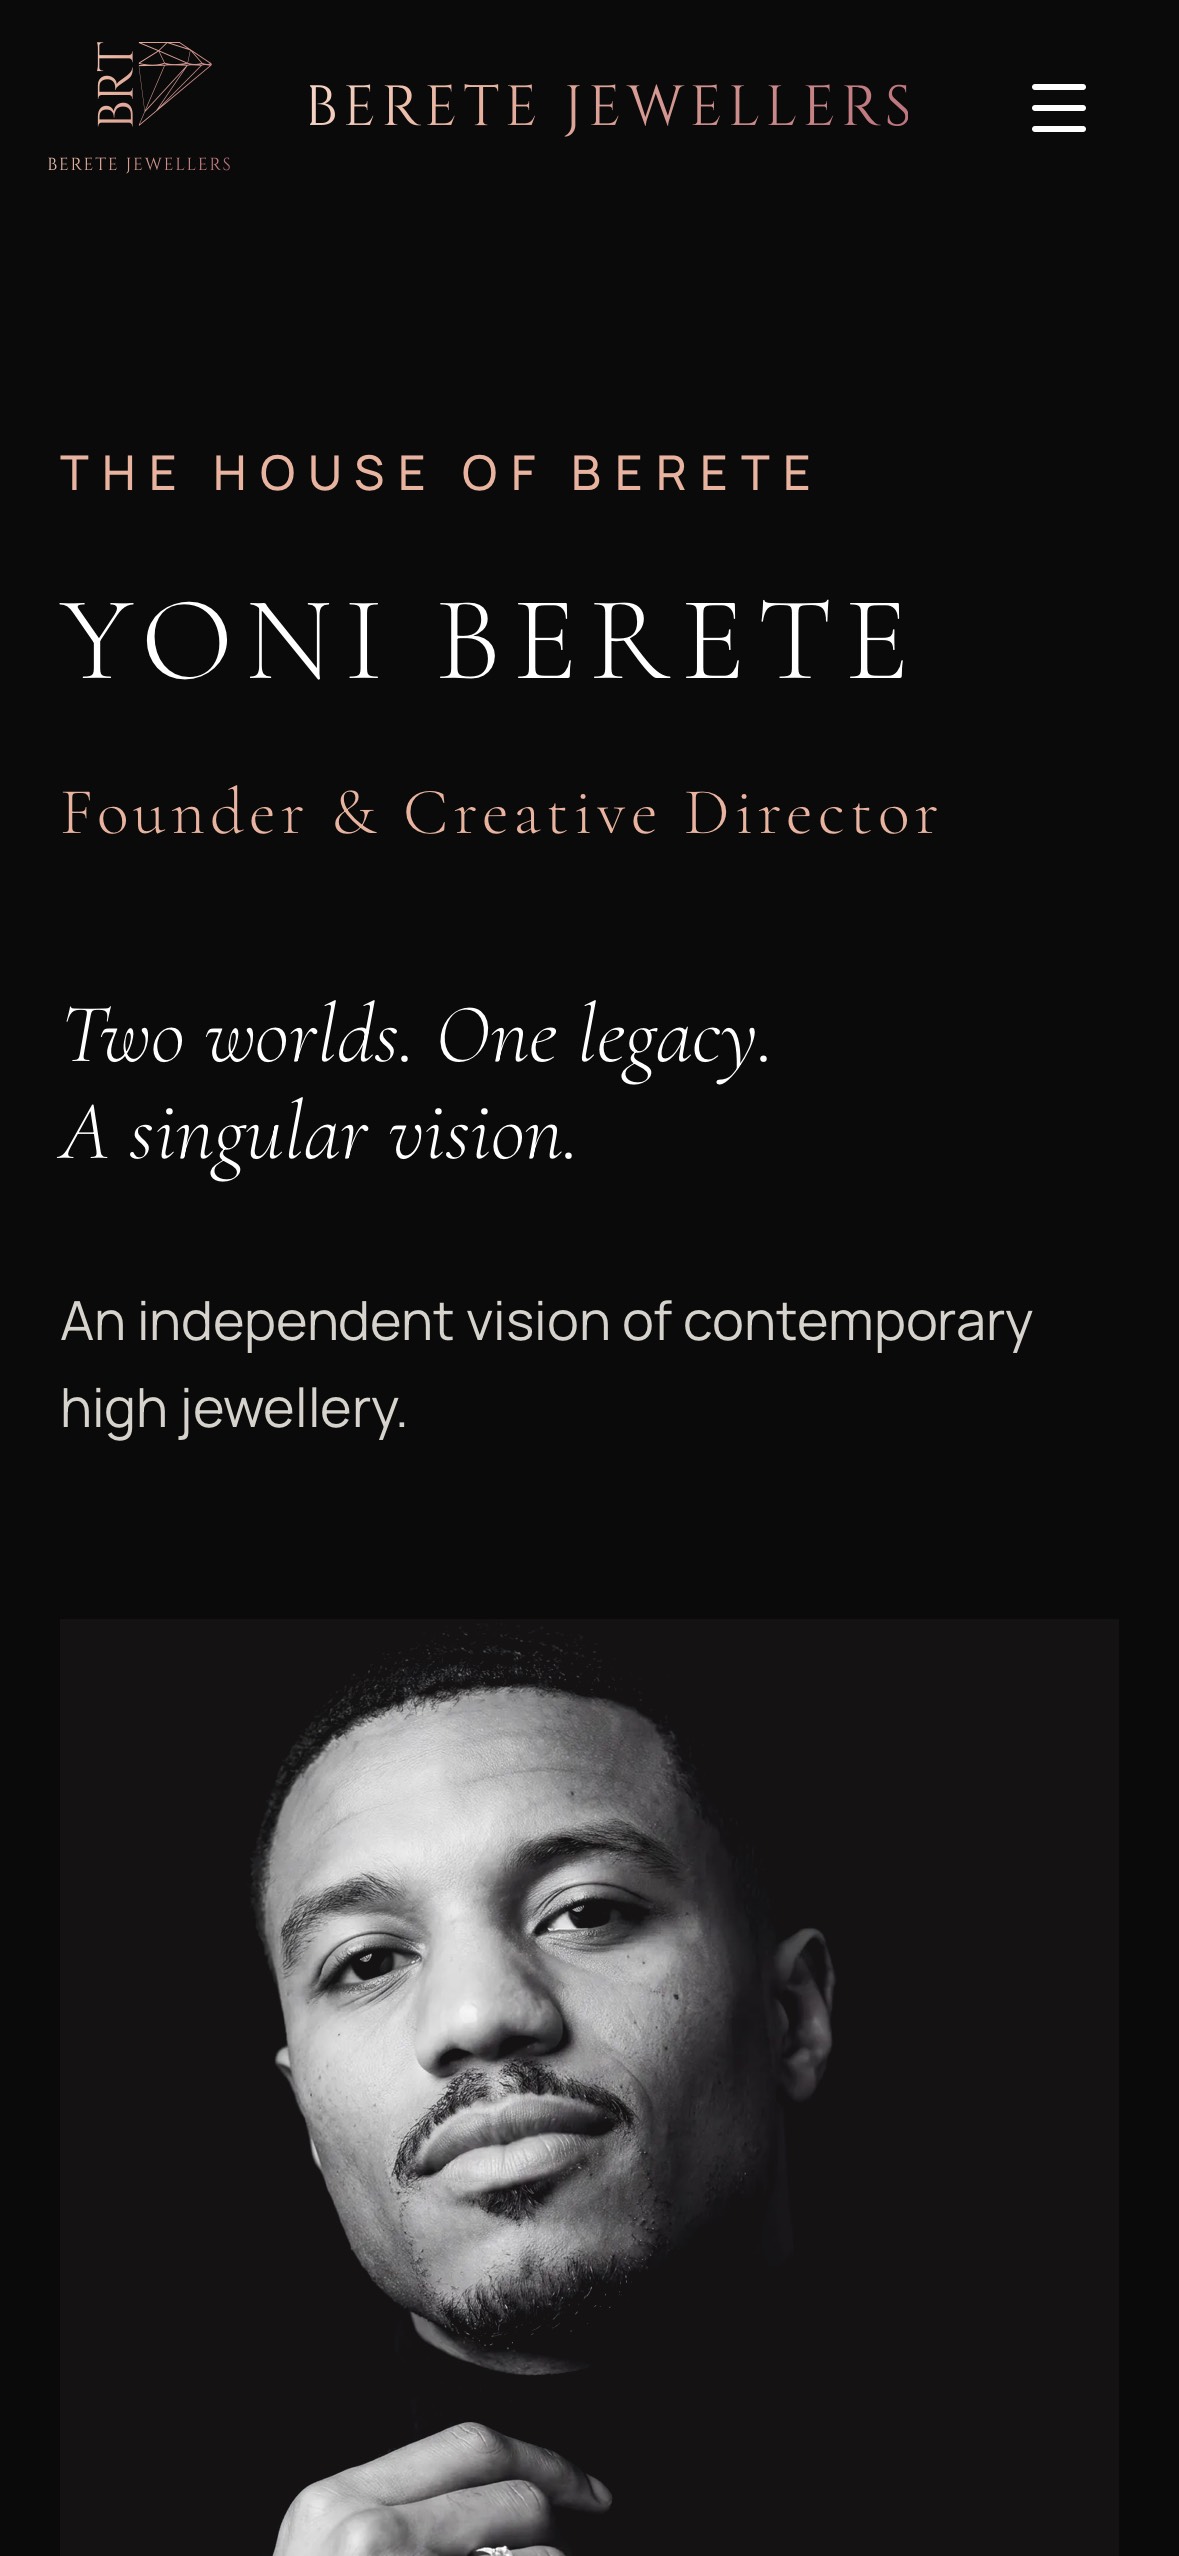 BRT
BERETE JEWELLERS
BERETE JEWELLERS
THE HOUSE OF BERETE
YONI BERETE
Founder & Creative Director
Two worlds. One legacy.
A singular vision.
An independent vision of contemporary
high jewellery.